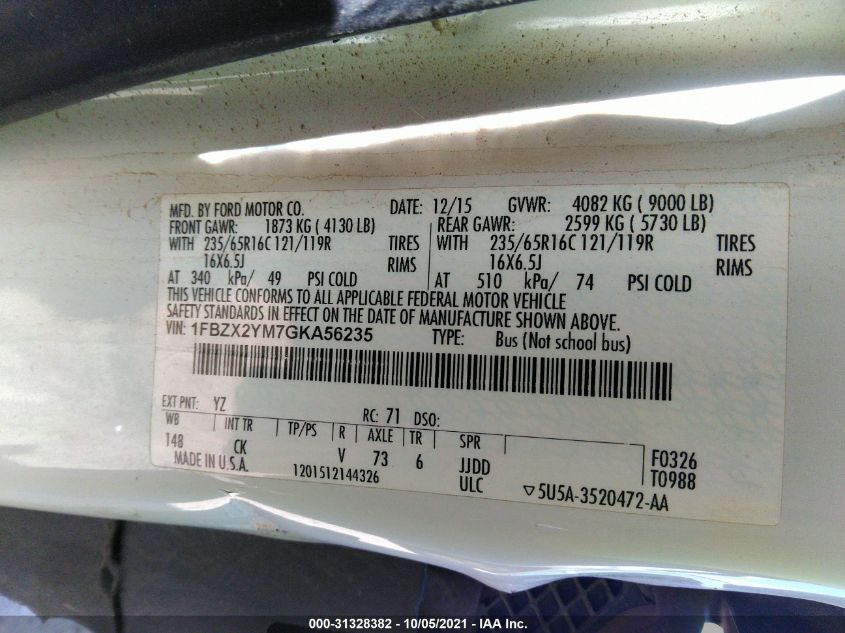 MFD. BY FORD MOTOR CO. DATE: 12/15 GVWR: 4082 KG ( 9000 LB)
FRONT GAWR: 1873 KG ( 4130 LB) REAR GAWR: 2599 KG ( 5730 LB)
WITH 235/65R16C 121/119R TIRES WITH 235/65R16C 121/119R TIRES
16X6.5J RIMS 16X6.5J RIMS
AT 340 kPa/ 49 PSI COLD AT 510 kPa/ 74 PSI COLD
THIS VEHICLE CONFORMS TO ALL APPLICABLE FEDERAL MOTOR VEHICLE
SAFETY STANDARDS IN EFFECT ON THE DATE OF MANUFACTURE SHOWN ABOVE.
VIN: 1FBZX2YM7GKA56235 TYPE: Bus (Not school bus)
EXT PNT: YZ RC: 71 DSO:
WB INT TR TP/PS R AXLE TR SPR
148 CK V 73 6 JJDD F0326
MADE IN U.S.A. 1201512144326 ULC T0988
▽5U5A-3520472-AA
000-31328382 - 10/05/2021 - IAA Inc.